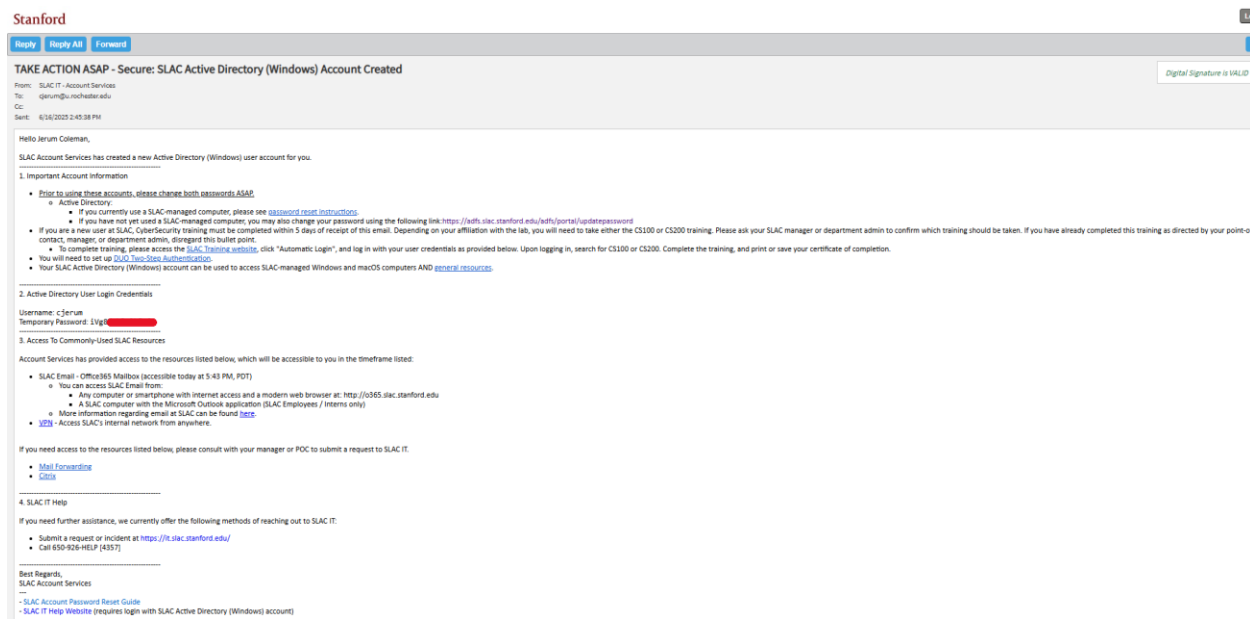 Stanford
Reply Reply All Forward
TAKE ACTION ASAP - Secure: SLAC Active Directory (Windows) Account Created
Digital Signature is VALID
From: SLAC IT - Account Services
To: cjerum@u.rochester.edu
Cc:
Sent: 6/16/2025 2:45:38 PM
Hello Jerum Coleman,
SLAC Account Services has created a new Active Directory (Windows) user account for you.
1. Important Account Information
Prior to using these accounts, please change both passwords ASAP.
Active Directory:
If you currently use a SLAC-managed computer, please see password reset instructions.
If you have not yet used a SLAC-managed computer, you may also change your password using the following link:https://adfs.slac.stanford.edu/adfs/portal/updatepassword
If you are a new user at SLAC, CyberSecurity training must be completed within 5 days of receipt of this email. Depending on your affiliation with the lab, you will need to take either the CS100 or CS200 training. Please ask your SLAC manager or department admin to confirm which training should be taken. If you have already completed this training as directed by your point-o
contact, manager, or department admin, disregard this bullet point.
To complete training, please access the SLAC Training website, click "Automatic Login", and log in with your user credentials as provided below. Upon logging in, search for CS100 or CS200. Complete the training, and print or save your certificate of completion.
You will need to set up DUO Two-Step Authentication.
Your SLAC Active Directory (Windows) account can be used to access SLAC-managed Windows and macOS computers AND general resources.
2. Active Directory User Login Credentials
Username: cjerum
Temporary Password: iVg8
3. Access To Commonly-Used SLAC Resources
Account Services has provided access to the resources listed below, which will be accessible to you in the timeframe listed:
SLAC Email - Office365 Mailbox (accessible today at 5:43 PM, PDT)
You can access SLAC Email from:
Any computer or smartphone with internet access and a modern web browser at: http://o365.slac.stanford.edu
A SLAC computer with the Microsoft Outlook application (SLAC Employees / Interns only)
More information regarding email at SLAC can be found here.
VPN - Access SLAC's internal network from anywhere.
If you need access to the resources listed below, please consult with your manager or POC to submit a request to SLAC IT.
Mail Forwarding
Citrix
4. SLAC IT Help
If you need further assistance, we currently offer the following methods of reaching out to SLAC IT:
Submit a request or incident at https://it.slac.stanford.edu/
Call 650-926-HELP [4357]
Best Regards,
SLAC Account Services
---
- SLAC Account Password Reset Guide
- SLAC IT Help Website (requires login with SLAC Active Directory (Windows) account)